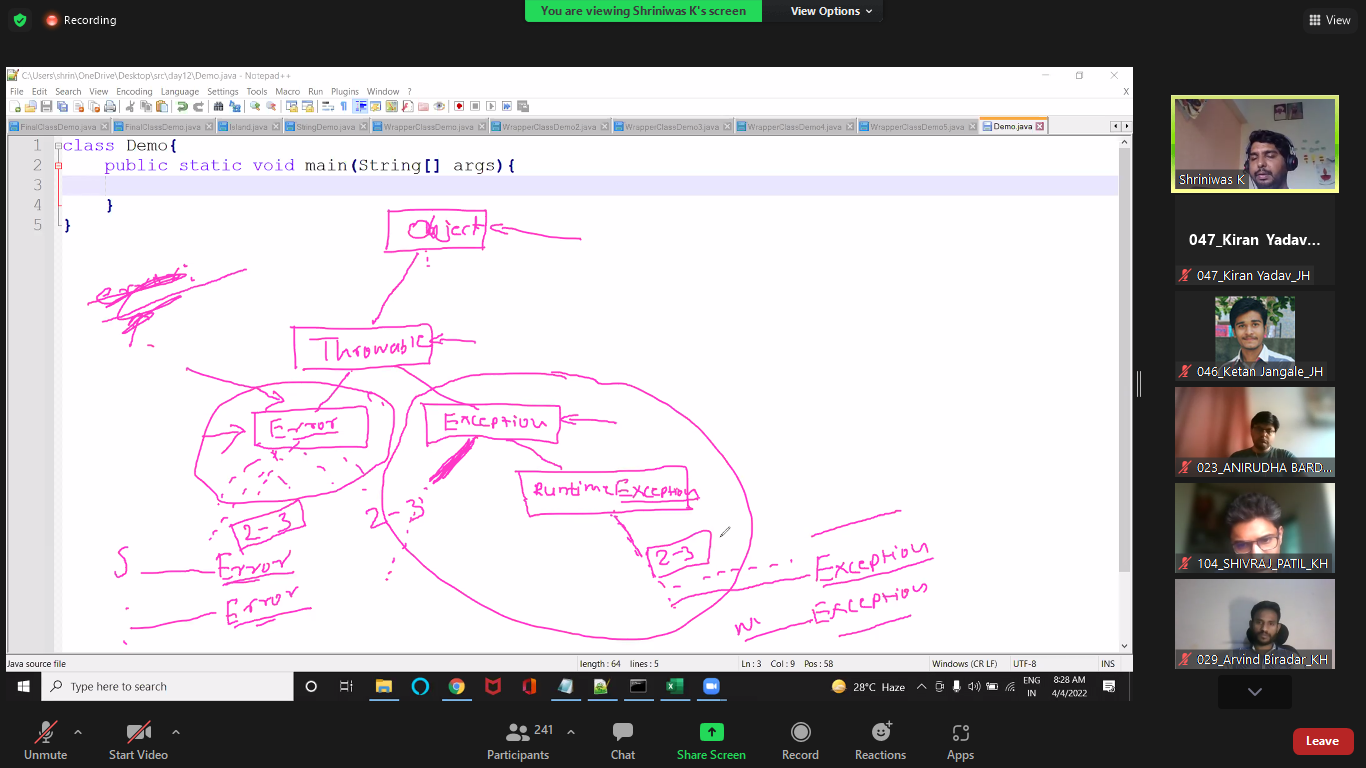 Recording
You are viewing Shriniwas K's screen
View Options
View
C:\Users\shrin\OneDrive\Desktop\src\day12\Demo.java - Notepad++
File Edit Search View Encoding Language Settings Tools Macro Run Plugins Window ?
X
FinalClassDemo.java FinalClassDemo.java Island.java StringDemo.java WrapperClassDemo.java WrapperClassDemo2.java WrapperClassDemo3.java WrapperClassDemo4.java WrapperClassDemo5.java Demo.java
1 class Demo{
2 public static void main(String[] args){
3
4 }
5 }
Object
Throwable
Error
Exception
RuntimeException
2-3
2-3
2-3
S Error
Error
Exception
Exception
Java source file
length : 64 lines : 5
Ln : 3 Col : 9 Pos : 58
Windows (CR LF)
UTF-8
INS
Type here to search
28°C Haze
ENG
IN
8:28 AM
4/4/2022
Shriniwas K
047_Kiran Yadav...
047_Kiran Yadav_JH
046_Ketan Jangale_JH
023_ANIRUDHA BARD...
104_SHIVRAJ_PATIL_KH
029_Arvind Biradar_KH
Unmute
Start Video
241
Participants
Chat
Share Screen
Record
Reactions
Apps
Leave